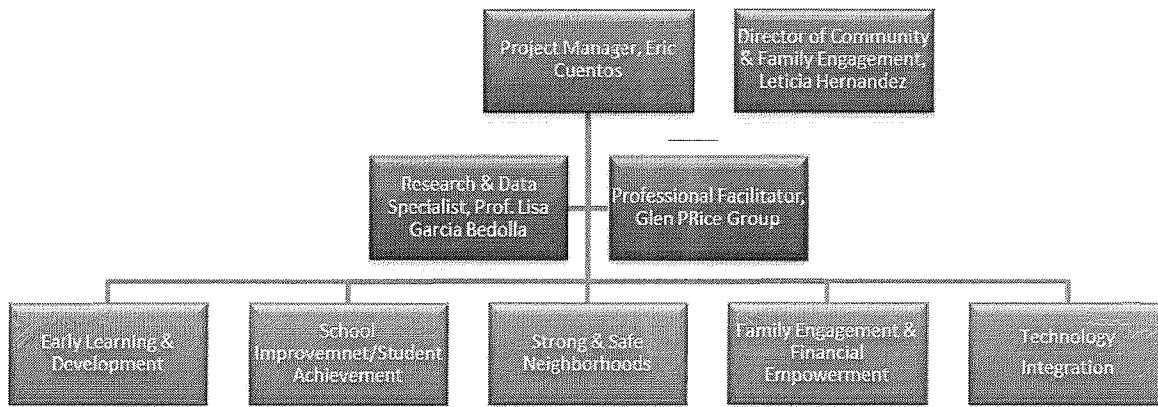 Project Manager, Eric
Cuentos
Director of Community
& Family Engagement,
Leticia Hernandez
Research & Data
Specialist, Prof. Lisa
Garcia Bedolla
Professional Facilitator,
Glen PRice Group
Early Learning &
Development
School
Improvemnet/Student
Achievement
Strong & Safe
Neighborhoods
Family Engagement &
Financial
Empowerment
Technology
Integration